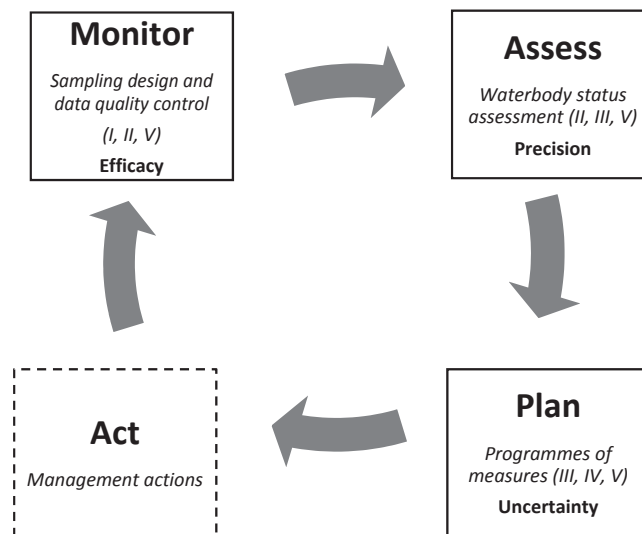 Monitor
Sampling design and
data quality control
(I, II, V)
Efficacy
Assess
Waterbody status
assessment (II, III, V)
Precision
Act
Management actions
Plan
Programmes of
measures (III, IV, V)
Uncertainty